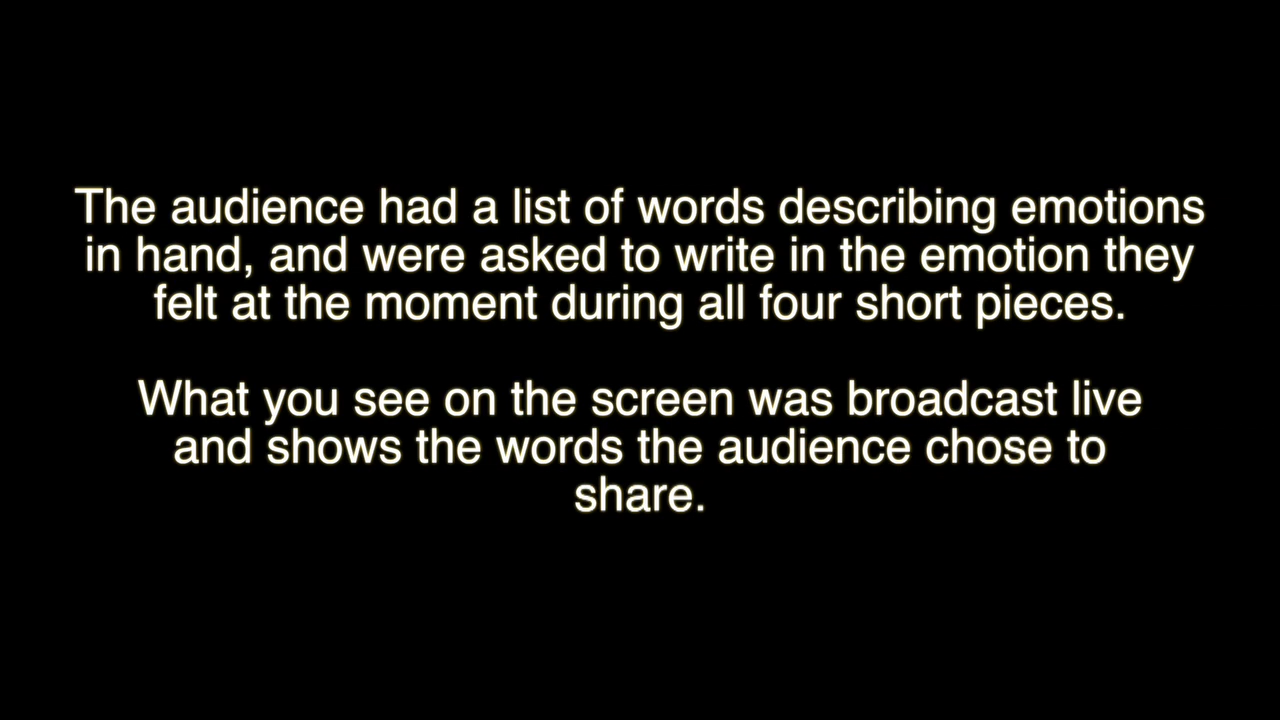 The audience had a list of words describing emotions
in hand, and were asked to write in the emotion they
felt at the moment during all four short pieces.
What you see on the screen was broadcast live
and shows the words the audience chose to
share.